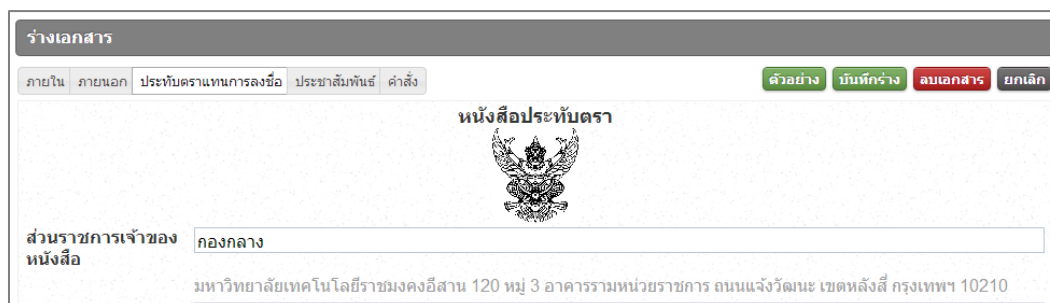 ร่างเอกสาร
ภายใน ภายนอก ประทับตราแทนการลงชื่อ ประชาสัมพันธ์ คำสั่ง ตัวอย่าง บันทึกร่าง ลบเอกสาร ยกเลิก
หนังสือประทับตรา
ส่วนราชการเจ้าของ กองกลาง
หนังสือ
มหาวิทยาลัยเทคโนโลยีราชมงคงอีสาน 120 หมู่ 3 อาคารรามหน่วยราชการ ถนนแจ้งวัฒนะ เขตหลังสี่ กรุงเทพฯ 10210